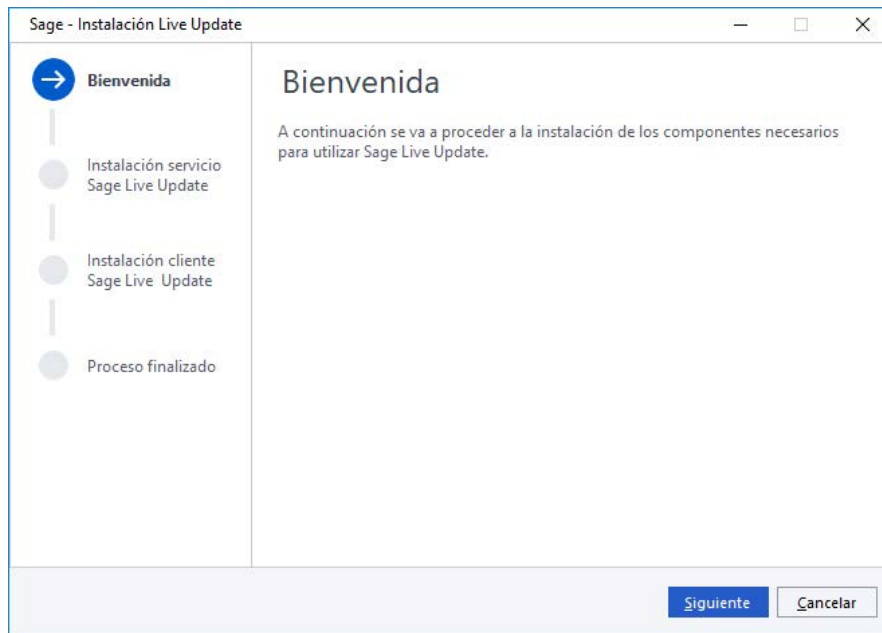 Sage - Instalación Live Update
Bienvenida
Instalación servicio
Sage Live Update
Instalación cliente
Sage Live Update
Proceso finalizado
Bienvenida
A continuación se va a proceder a la instalación de los componentes necesarios
para utilizar Sage Live Update.
Siguiente
Cancelar